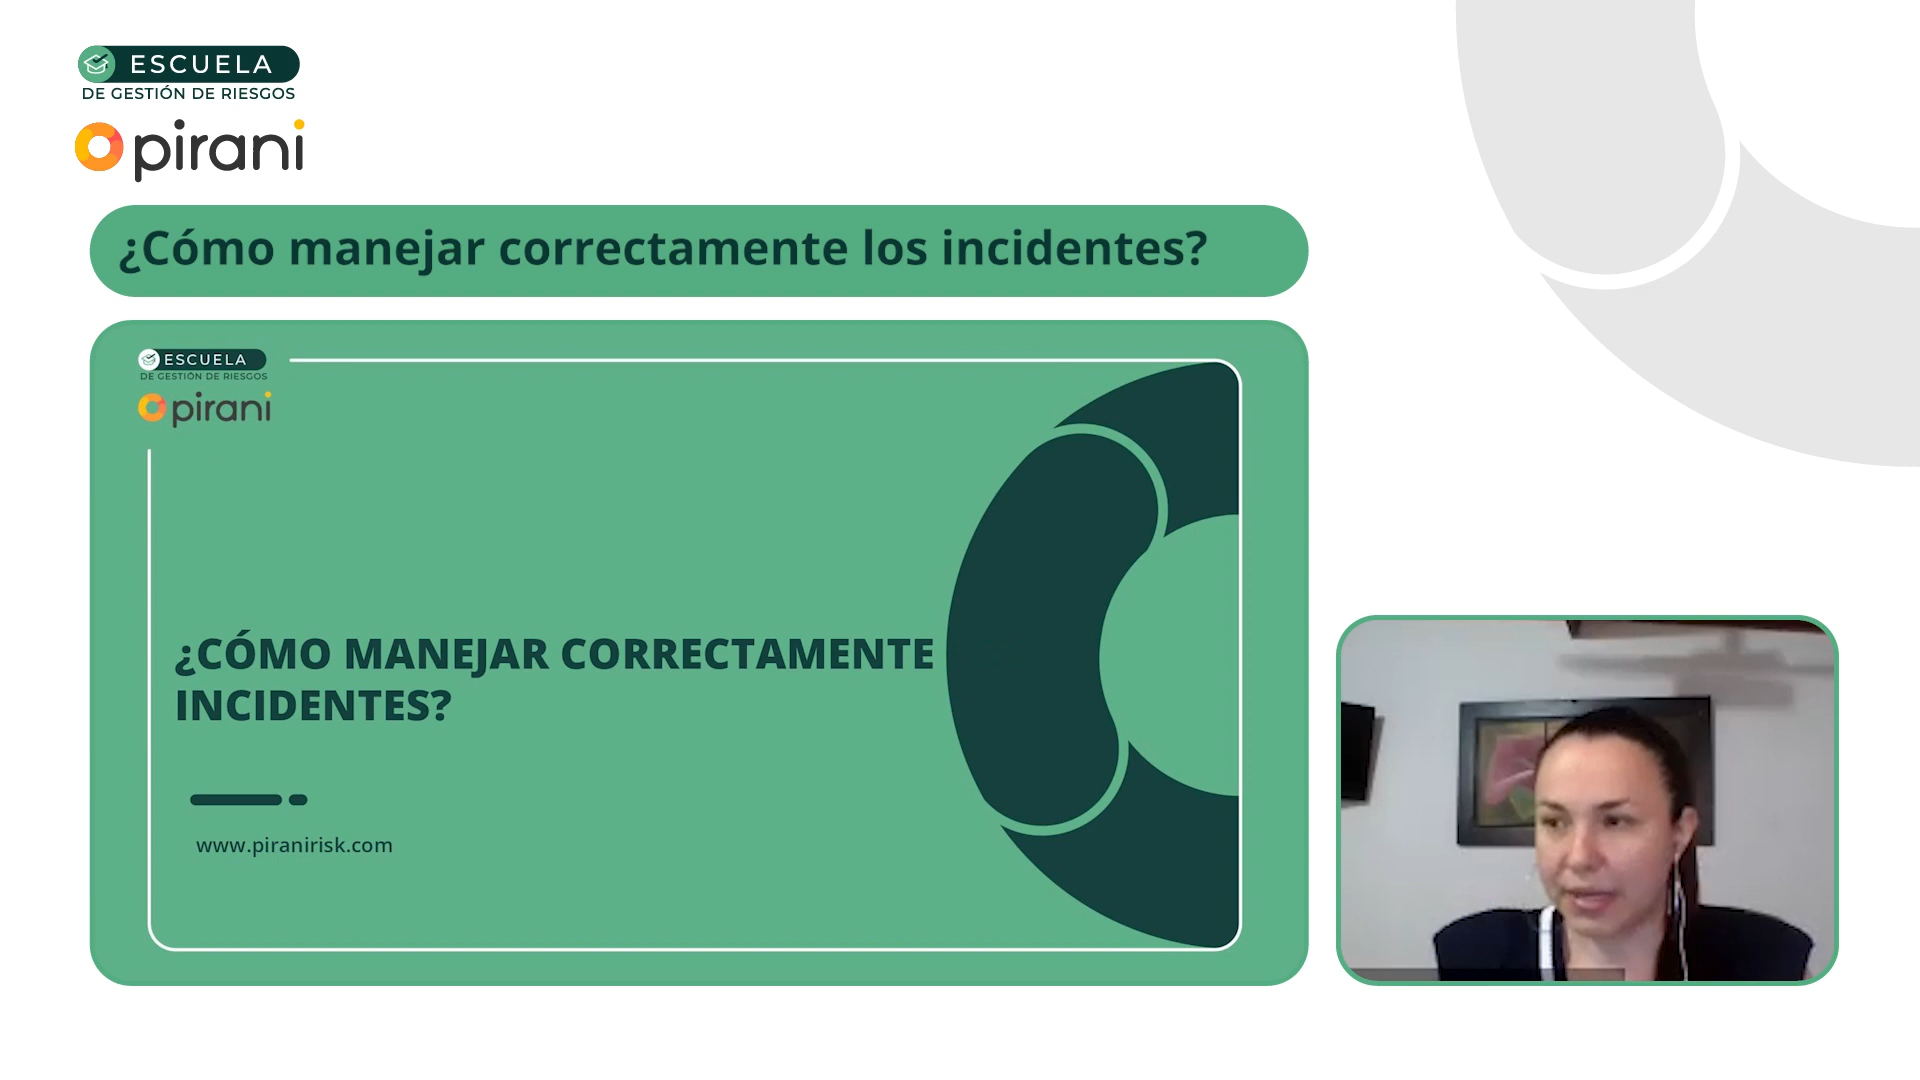 ESCUELA
DE GESTIÓN DE RIESGOS
pirani
¿Cómo manejar correctamente los incidentes?
ESCUELA
DE GESTIÓN DE RIESGOS
pirani
¿CÓMO MANEJAR CORRECTAMENTE
INCIDENTES?
www.piranirisk.com